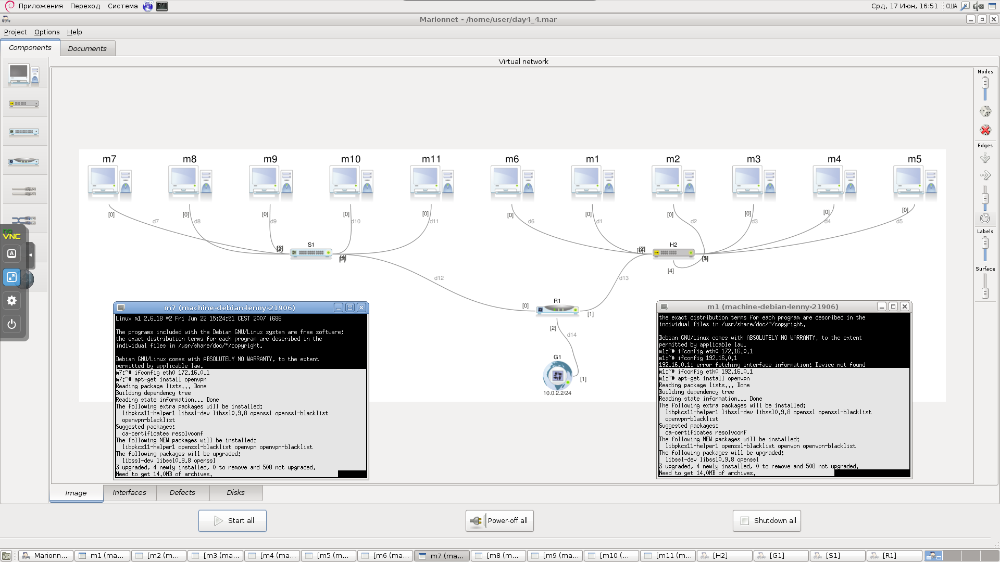 Приложения Переход Система
Срд, 17 Июн, 16:51 США
Marionnet - /home/user/day4_4.mar
Project Options Help
Components Documents
Virtual network
Nodes
Edges
Labels
Surface
no
VNC
A
m7 m8 m9 m10 m11 m6 m1 m2 m3 m4 m5
[0] [0] [0] [0] [0] [0] [0] [0] [0] [0] [0]
d7 d8 d9 d10 d11 d6 d1 d2 d3 d4 d5
S1 H2
[4]
d12 d13
R1
[0] [1]
[2]
d14
G1
[1]
10.0.2.2/24
m7 (machine-debian-lenny-21906)
Linux m1 2.6.18 #2 Fri Jun 22 15:24:51 CEST 2007 i686
The programs included with the Debian GNU/Linux system are free software;
the exact distribution terms for each program are described in the
individual files in /usr/share/doc/*/copyright.
Debian GNU/Linux comes with ABSOLUTELY NO WARRANTY, to the extent
permitted by applicable law.
m7:~# ifconfig eth0 172.16.0.1
m7:~# apt-get install openvpn
Reading package lists... Done
Building dependency tree
Reading state information... Done
The following extra packages will be installed:
libpkcs11-helper1 libssl-dev libssl0.9.8 openssl openssl-blacklist
openvpn-blacklist
Suggested packages:
ca-certificates resolvconf
The following NEW packages will be installed:
libpkcs11-helper1 openssl-blacklist openvpn openvpn-blacklist
The following packages will be upgraded:
libssl-dev libssl0.9.8 openssl
3 upgraded, 4 newly installed, 0 to remove and 508 not upgraded.
Need to get 14.0MB of archives.
m1 (machine-debian-lenny-21906)
the exact distribution terms for each program are described in the
individual files in /usr/share/doc/*/copyright.
Debian GNU/Linux comes with ABSOLUTELY NO WARRANTY, to the extent
permitted by applicable law.
m1:~# ifconfig eth0 172.16.0.1
m1:~# ifconfig 192.16.0.1
192.16.0.1: error fetching interface information: Device not found
m1:~# ifconfig eth0 192.16.0.1
m1:~# apt-get install openvpn
Reading package lists... Done
Building dependency tree
Reading state information... Done
The following extra packages will be installed:
libpkcs11-helper1 libssl-dev libssl0.9.8 openssl openssl-blacklist
openvpn-blacklist
Suggested packages:
ca-certificates resolvconf
The following NEW packages will be installed:
libpkcs11-helper1 openssl-blacklist openvpn openvpn-blacklist
The following packages will be upgraded:
libssl-dev libssl0.9.8 openssl
3 upgraded, 4 newly installed, 0 to remove and 508 not upgraded.
Need to get 14.0MB of archives.
Image Interfaces Defects Disks
Start all Power-off all Shutdown all
Marionn... m1 (ma... [m2 (m... [m3 (ma... [m4 (ma... [m5 (m... [m6 (ma... m7 (ma... [m8 (m... [m9 (ma... [m10 (... [m11 (m... [H2] [G1] [S1] [R1]